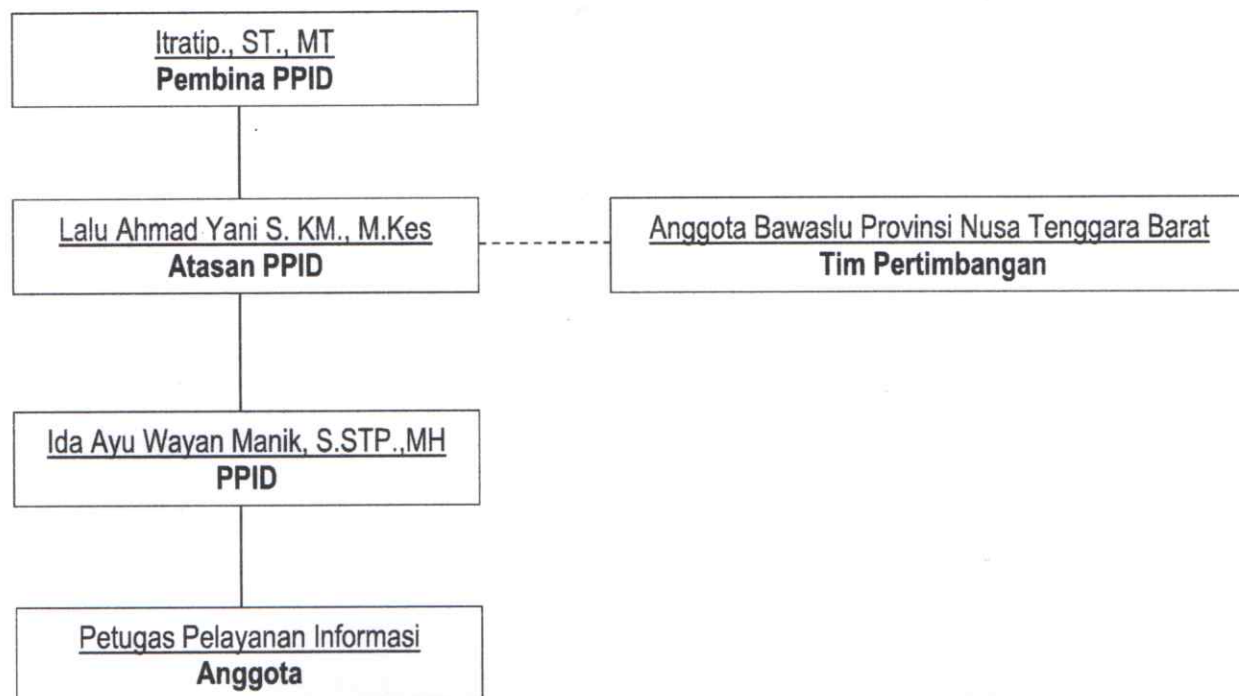 Itratip., ST., MT
Pembina PPID
Lalu Ahmad Yani S. KM., M.Kes
Atasan PPID
Anggota Bawaslu Provinsi Nusa Tenggara Barat
Tim Pertimbangan
Ida Ayu Wayan Manik, S.STP.,MH
PPID
Petugas Pelayanan Informasi
Anggota